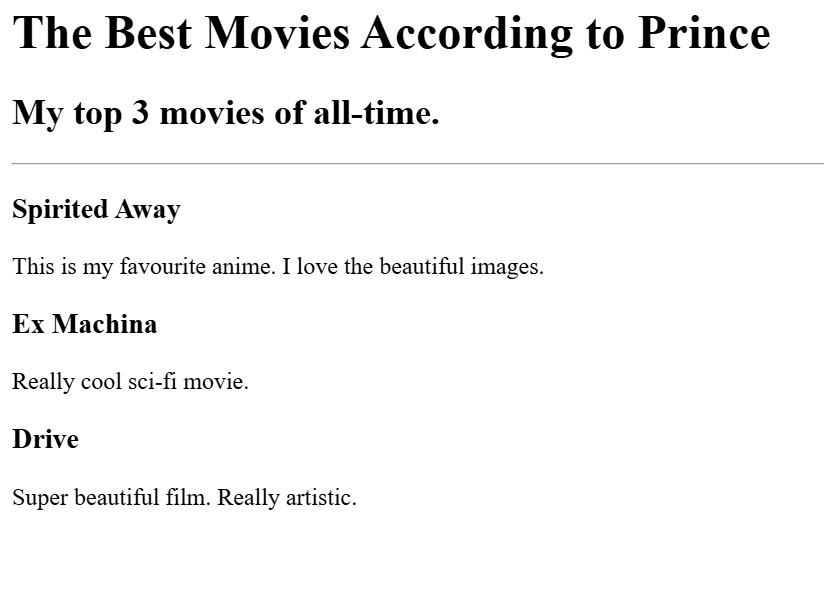 The Best Movies According to Prince
My top 3 movies of all-time.
Spirited Away
This is my favourite anime. I love the beautiful images.
Ex Machina
Really cool sci-fi movie.
Drive
Super beautiful film. Really artistic.